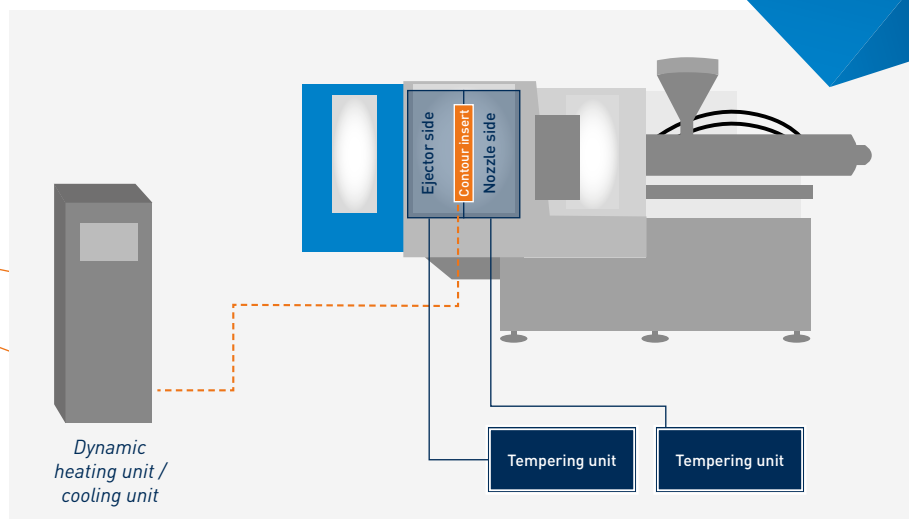 Ejector side
Contour insert
Nozzle side
Dynamic
heating unit /
cooling unit
Tempering unit
Tempering unit